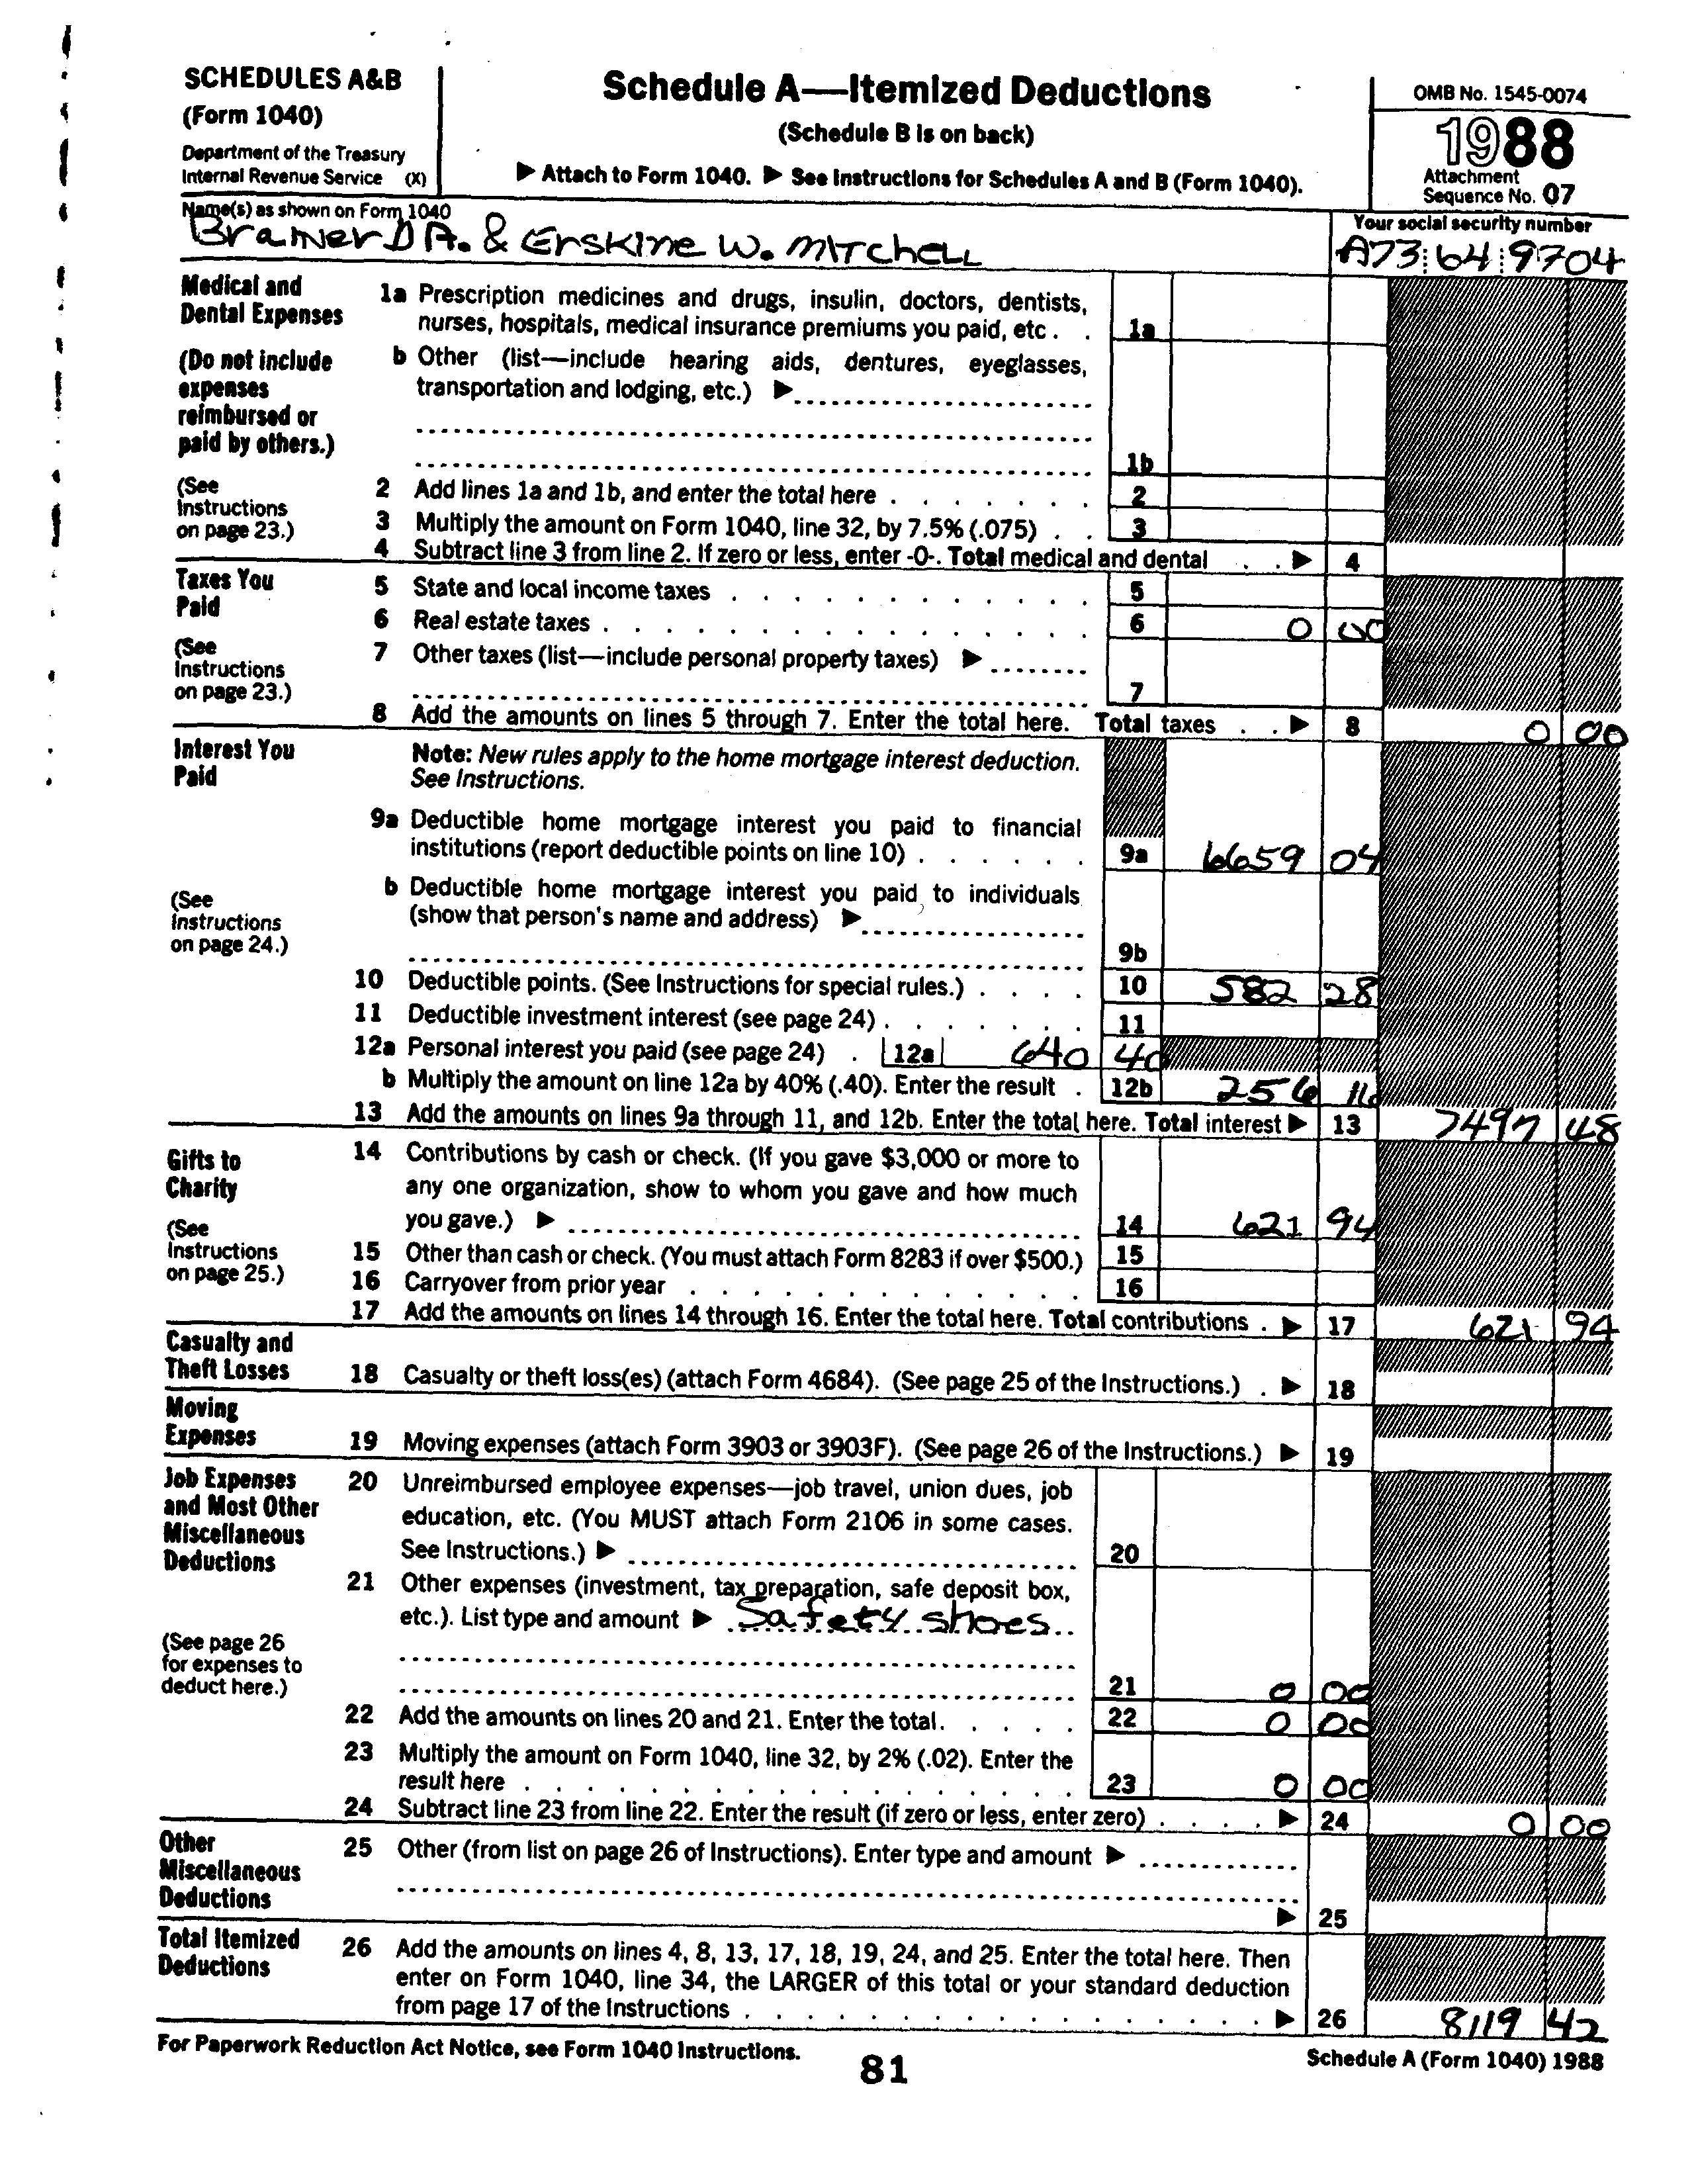 SCHEDULES A&B
(Form 1040)
Department of the Treasury
Internal Revenue Service (X)
Schedule A—Itemized Deductions
(Schedule B is on back)
▶ Attach to Form 1040. ▶ See Instructions for Schedules A and B (Form 1040).
OMB No. 1545-0074
1988
Attachment
Sequence No. 07
Name(s) as shown on Form 1040
BraiNerD A. & ErsKine W. MITCheLL
Your social security number
A73:64:9704
Medical and
Dental Expenses
(Do not include
expenses
reimbursed or
paid by others.)
(See
Instructions
on page 23.)
1a Prescription medicines and drugs, insulin, doctors, dentists,
nurses, hospitals, medical insurance premiums you paid, etc . . 1a
b Other (list—include hearing aids, dentures, eyeglasses,
transportation and lodging, etc.) ▶
1b
2 Add lines 1a and 1b, and enter the total here . . . . . . . 2
3 Multiply the amount on Form 1040, line 32, by 7.5% (.075) . . 3
4 Subtract line 3 from line 2. If zero or less, enter -0-. Total medical and dental . . ▶ 4
Taxes You
Paid
(See
Instructions
on page 23.)
5 State and local income taxes . . . . . . . . . . . . 5
6 Real estate taxes . . . . . . . . . . . . . . . . 6 0 00
7 Other taxes (list—include personal property taxes) ▶
7
8 Add the amounts on lines 5 through 7. Enter the total here. Total taxes . . ▶ 8 0 00
Interest You
Paid
(See
Instructions
on page 24.)
Note: New rules apply to the home mortgage interest deduction.
See Instructions.
9a Deductible home mortgage interest you paid to financial
institutions (report deductible points on line 10) . . . . . . 9a 6659 04
b Deductible home mortgage interest you paid to individuals
(show that person's name and address) ▶
9b
10 Deductible points. (See Instructions for special rules.) . . . . 10 582 28
11 Deductible investment interest (see page 24) . . . . . . . 11
12a Personal interest you paid (see page 24) . 12a 640 40
b Multiply the amount on line 12a by 40% (.40). Enter the result . 12b 256 16
13 Add the amounts on lines 9a through 11, and 12b. Enter the total here. Total interest ▶ 13 7497 48
Gifts to
Charity
(See
Instructions
on page 25.)
14 Contributions by cash or check. (If you gave $3,000 or more to
any one organization, show to whom you gave and how much
you gave.) ▶ 14 621 94
15 Other than cash or check. (You must attach Form 8283 if over $500.) 15
16 Carryover from prior year . . . . . . . . . . . . . 16
17 Add the amounts on lines 14 through 16. Enter the total here. Total contributions . ▶ 17 621 94
Casualty and
Theft Losses
18 Casualty or theft loss(es) (attach Form 4684). (See page 25 of the Instructions.) . ▶ 18
Moving
Expenses
19 Moving expenses (attach Form 3903 or 3903F). (See page 26 of the Instructions.) ▶ 19
Job Expenses
and Most Other
Miscellaneous
Deductions
(See page 26
for expenses to
deduct here.)
20 Unreimbursed employee expenses—job travel, union dues, job
education, etc. (You MUST attach Form 2106 in some cases.
See Instructions.) ▶ 20
21 Other expenses (investment, tax preparation, safe deposit box,
etc.). List type and amount ▶ Safety shoes
21 0 00
22 Add the amounts on lines 20 and 21. Enter the total. . . . . . 22 0 00
23 Multiply the amount on Form 1040, line 32, by 2% (.02). Enter the
result here . . . . . . . . . . . . . . . . . . 23 0 00
24 Subtract line 23 from line 22. Enter the result (if zero or less, enter zero) . . . . ▶ 24 0 00
Other
Miscellaneous
Deductions
25 Other (from list on page 26 of Instructions). Enter type and amount ▶
▶ 25
Total Itemized
Deductions
26 Add the amounts on lines 4, 8, 13, 17, 18, 19, 24, and 25. Enter the total here. Then
enter on Form 1040, line 34, the LARGER of this total or your standard deduction
from page 17 of the Instructions . . . . . . . . . . . . . . . . . ▶ 26 8119 42
For Paperwork Reduction Act Notice, see Form 1040 Instructions.
81
Schedule A (Form 1040) 1988